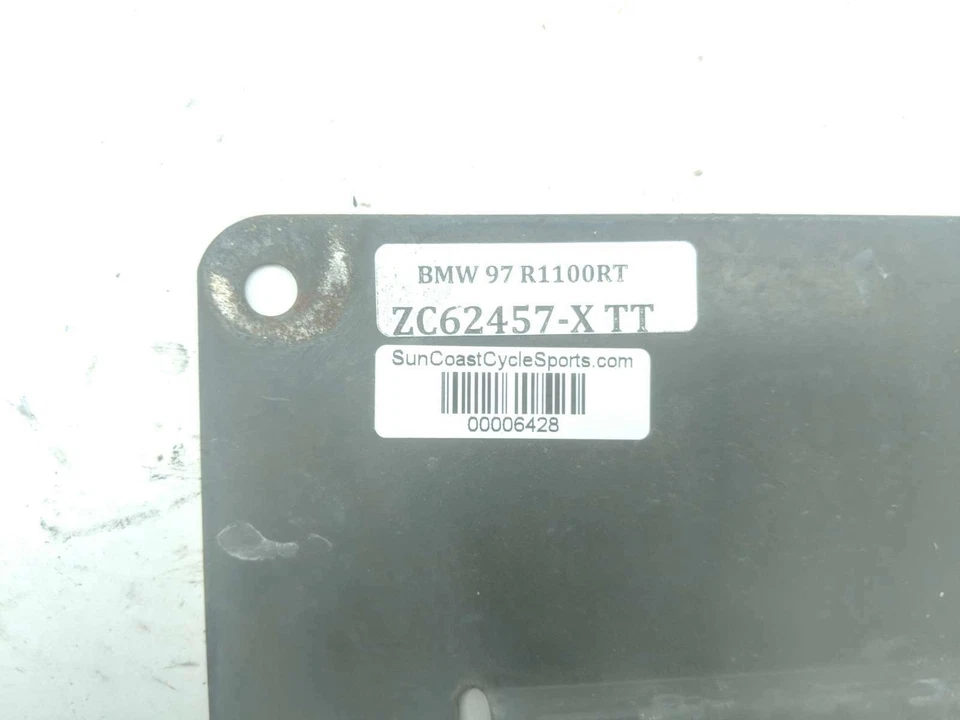 BMW 97 R1100RT
ZC62457-X TT
SunCoastCycleSports.com
00006428